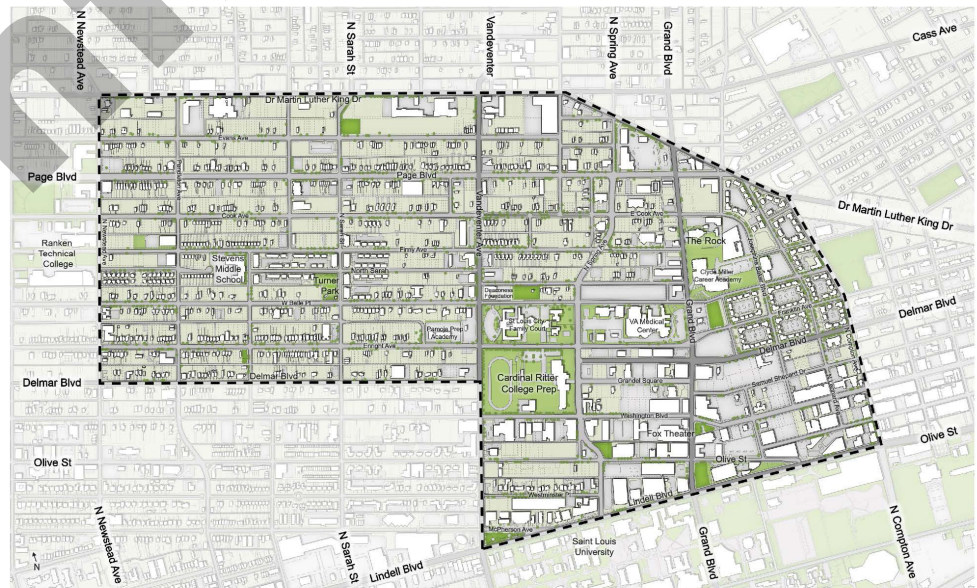 N Newstead Ave
N Sarah St
Vandeventer
N Spring Ave
Grand Blvd
Cass Ave
Dr Martin Luther King Dr
Evans Ave
Page Blvd
Page Blvd
Cook Ave
E Cook Ave
Dr Martin Luther King Dr
Vandeventer Ave
Ranken
Technical
College
Stevens
Middle
School
Finney Ave
North Sarah
Turner
Park
The Rock
Clyde Miller
Career Academy
Deaconess
Foundation
W Belle Pl
St Louis City
Family Court
VA Medical
Center
Grand Blvd
Delmar Blvd
Pamoja Prep
Academy
Enright Ave
Delmar Blvd
Delmar Blvd
Delmar Blvd
Cardinal Ritter
College Prep
Grandel Square
Samuel Shepard Dr
Washington Blvd
Fox Theater
Olive St
Olive St
Olive St
Westminster
Lindell Blvd
McPherson Ave
Saint Louis
University
N Newstead Ave
N Sarah St
Lindell Blvd
Grand Blvd
N Compton Ave
N